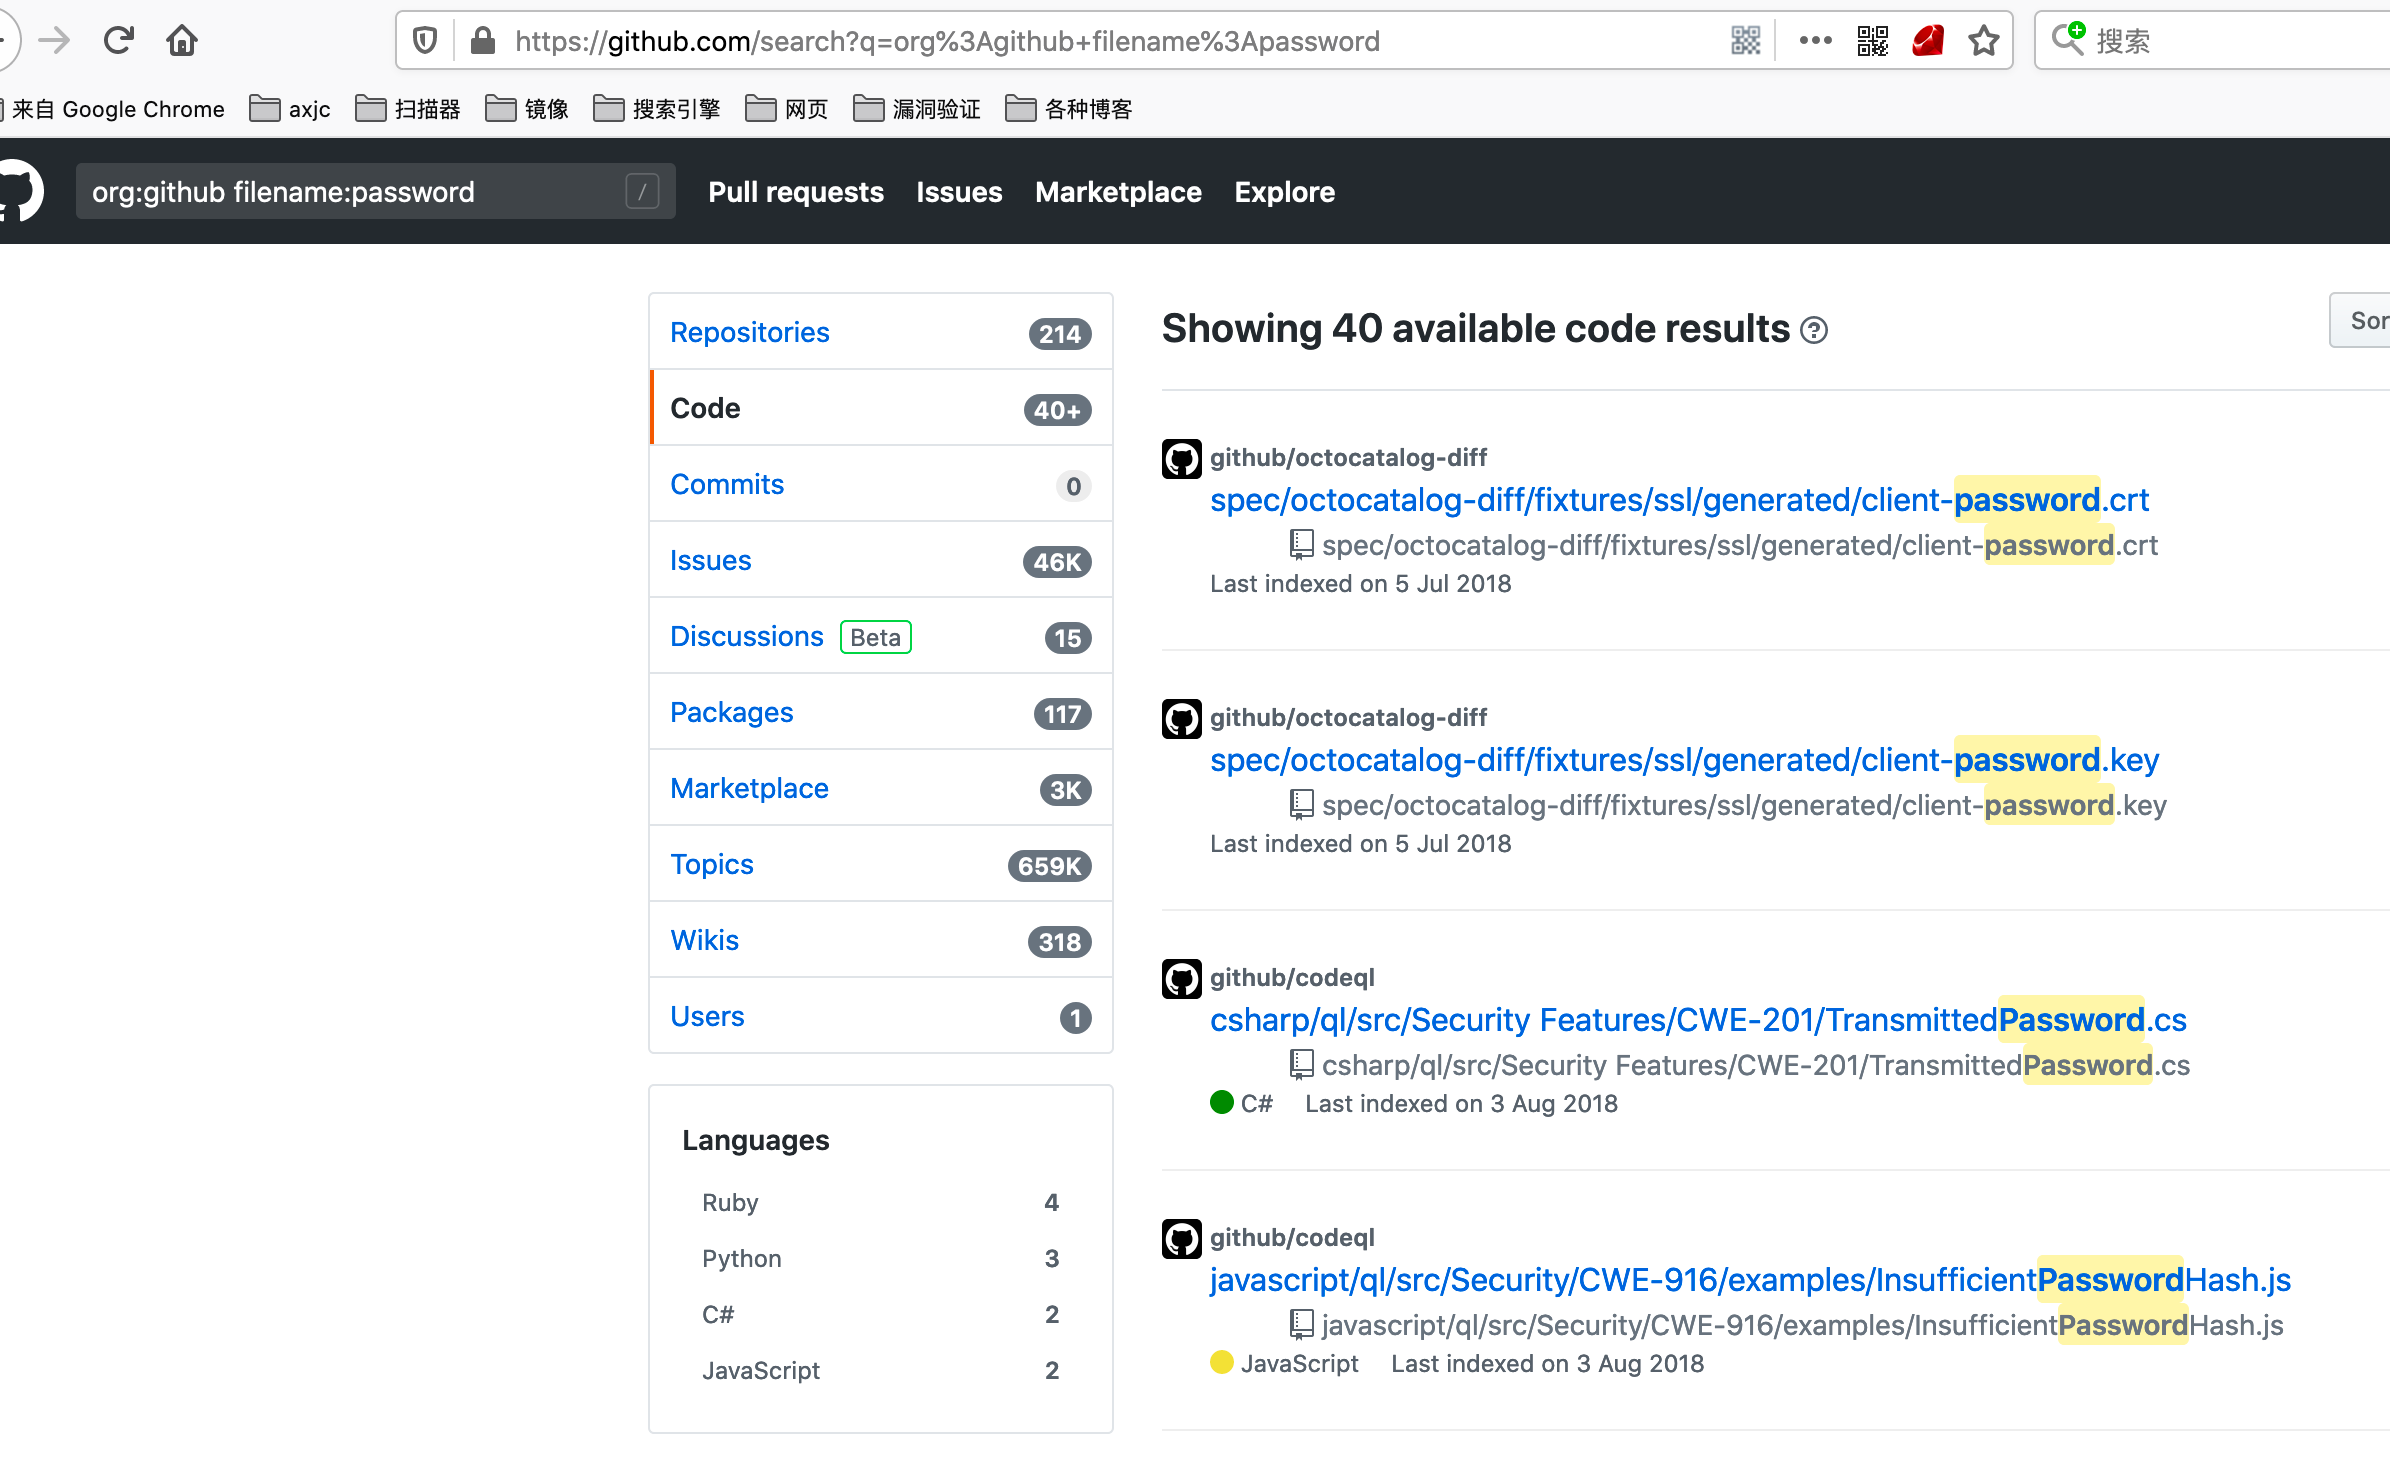 https://github.com/search?q=org%3Agithub+filename%3Apassword
搜索
来自 Google Chrome axjc 扫描器 镜像 搜索引擎 网页 漏洞验证 各种博客
org:github filename:password / Pull requests Issues Marketplace Explore
Repositories 214
Code 40+
Commits 0
Issues 46K
Discussions Beta 15
Packages 117
Marketplace 3K
Topics 659K
Wikis 318
Users 1
Languages
Ruby 4
Python 3
C# 2
JavaScript 2
Showing 40 available code results
Sor
github/octocatalog-diff
spec/octocatalog-diff/fixtures/ssl/generated/client-password.crt
spec/octocatalog-diff/fixtures/ssl/generated/client-password.crt
Last indexed on 5 Jul 2018
github/octocatalog-diff
spec/octocatalog-diff/fixtures/ssl/generated/client-password.key
spec/octocatalog-diff/fixtures/ssl/generated/client-password.key
Last indexed on 5 Jul 2018
github/codeql
csharp/ql/src/Security Features/CWE-201/TransmittedPassword.cs
csharp/ql/src/Security Features/CWE-201/TransmittedPassword.cs
C# Last indexed on 3 Aug 2018
github/codeql
javascript/ql/src/Security/CWE-916/examples/InsufficientPasswordHash.js
javascript/ql/src/Security/CWE-916/examples/InsufficientPasswordHash.js
JavaScript Last indexed on 3 Aug 2018